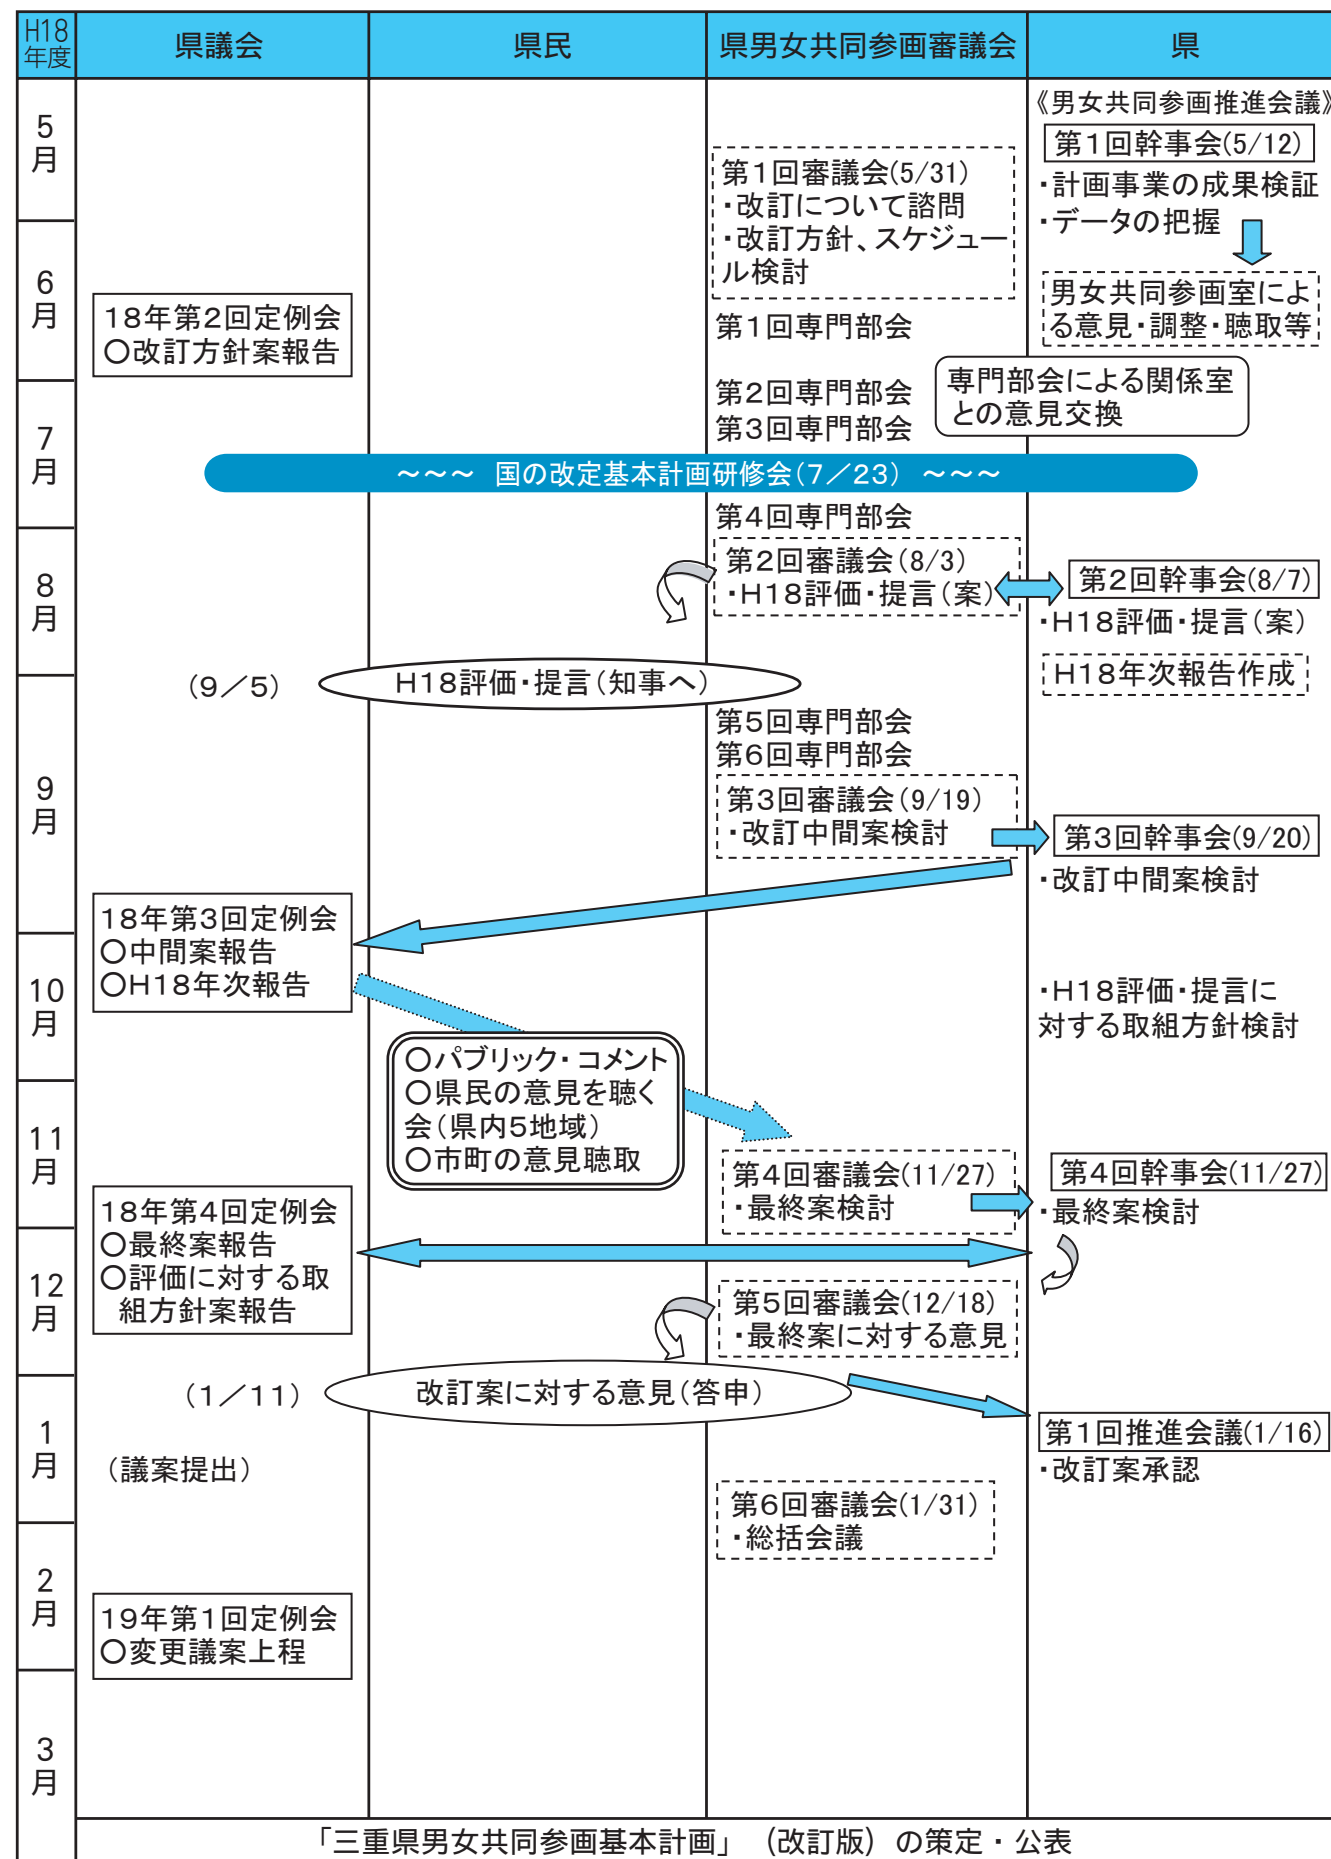 H18
年度
県議会
県民
県男女共同参画審議会
県
5
月
《男女共同参画推進会議》
第1回幹事会(5/12)
・計画事業の成果検証
・データの把握
第1回審議会(5/31)
・改訂について諮問
・改訂方針、スケジュー
ル検討
6
月
男女共同参画室によ
る意見・調整・聴取等
18年第2回定例会
○改訂方針案報告
第1回専門部会
第2回専門部会
第3回専門部会
専門部会による関係室
との意見交換
7
月
～～～ 国の改定基本計画研修会(7／23) ～～～
第4回専門部会
8
月
第2回審議会(8/3)
・H18評価・提言(案)
第2回幹事会(8/7)
・H18評価・提言(案)
H18年次報告作成
(9／5)
H18評価・提言(知事へ)
第5回専門部会
第6回専門部会
9
月
第3回審議会(9/19)
・改訂中間案検討
第3回幹事会(9/20)
・改訂中間案検討
18年第3回定例会
○中間案報告
○H18年次報告
10
月
・H18評価・提言に
対する取組方針検討
○パブリック・コメント
○県民の意見を聴く
会(県内5地域)
○市町の意見聴取
11
月
第4回審議会(11/27)
・最終案検討
第4回幹事会(11/27)
・最終案検討
18年第4回定例会
○最終案報告
○評価に対する取
組方針案報告
12
月
第5回審議会(12/18)
・最終案に対する意見
(1／11)
改訂案に対する意見(答申)
1
月
第1回推進会議(1/16)
・改訂案承認
(議案提出)
第6回審議会(1/31)
・総括会議
2
月
19年第1回定例会
○変更議案上程
3
月
「三重県男女共同参画基本計画」（改訂版）の策定・公表